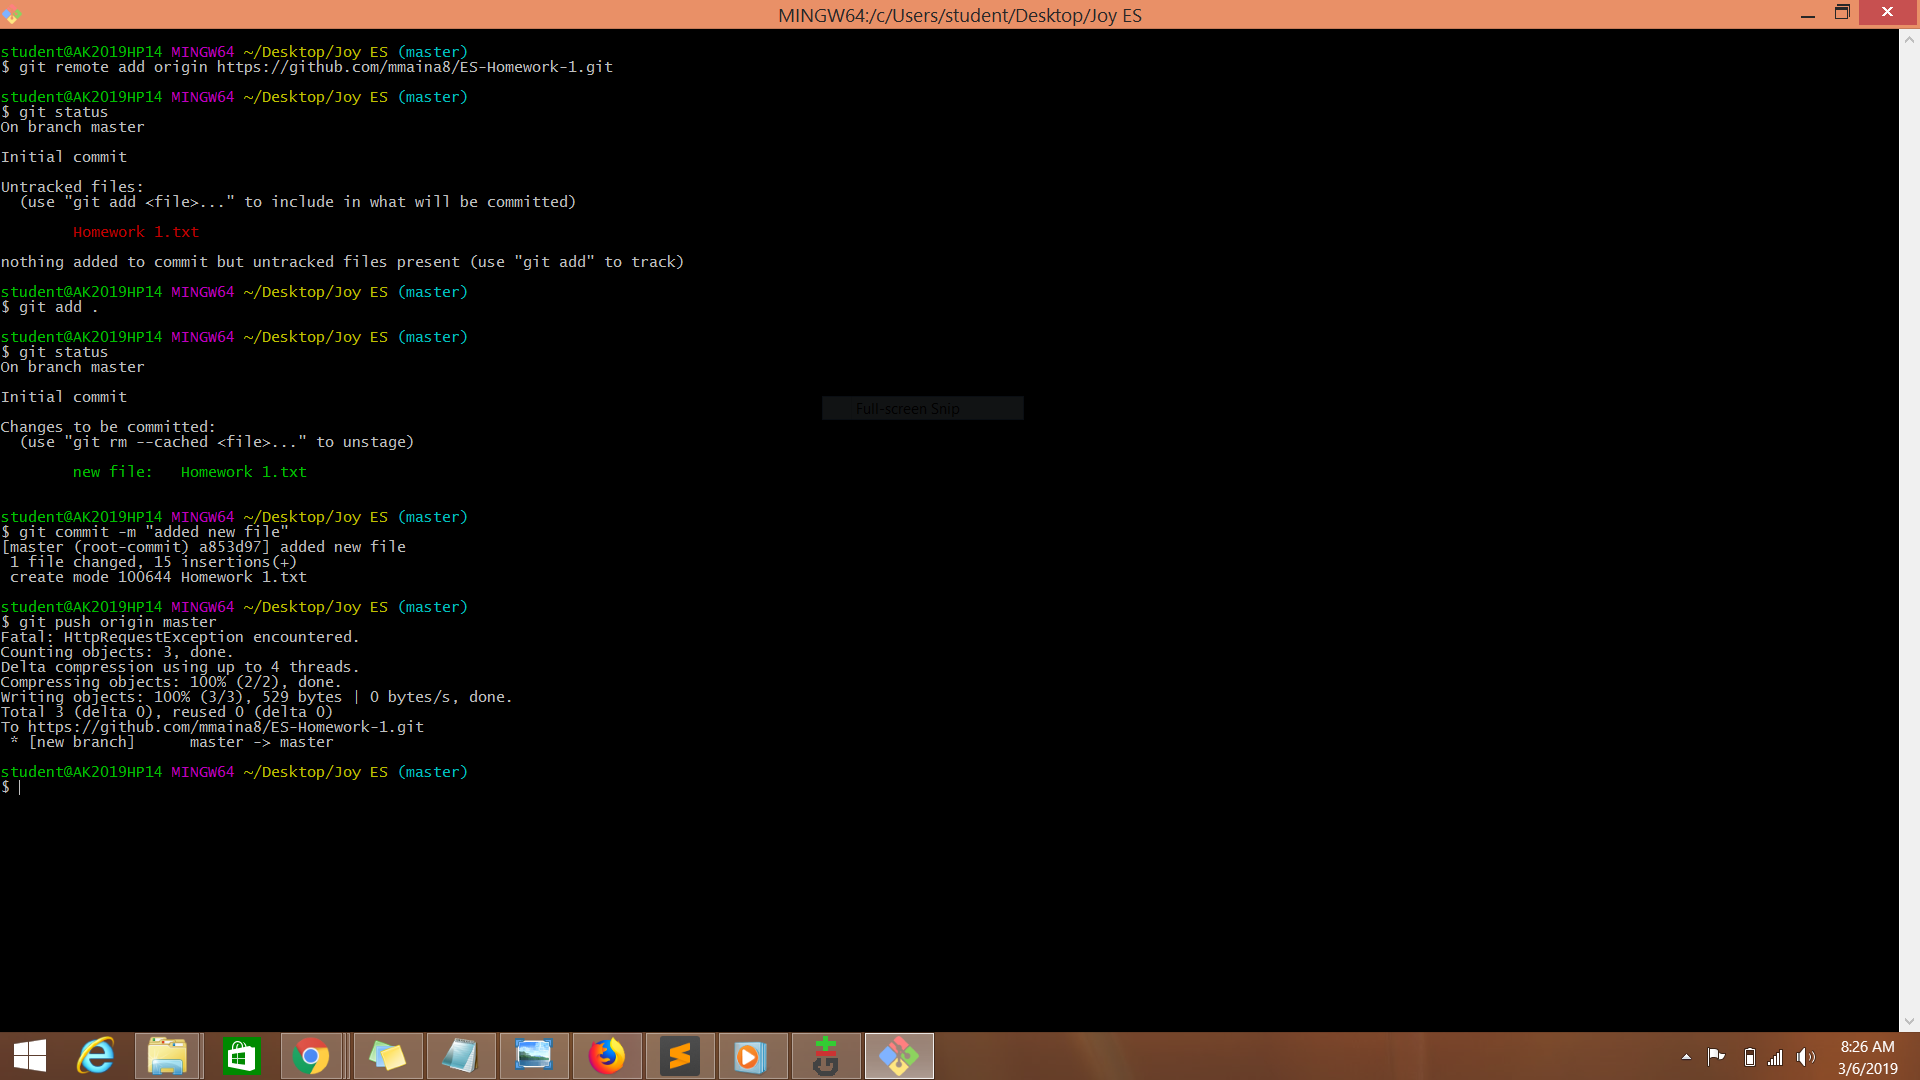 MINGW64:/c/Users/student/Desktop/Joy ES
student@AK2019HP14 MINGW64 ~/Desktop/Joy ES (master)
$ git remote add origin https://github.com/mmaina8/ES-Homework-1.git
student@AK2019HP14 MINGW64 ~/Desktop/Joy ES (master)
$ git status
On branch master
Initial commit
Untracked files:
  (use "git add <file>..." to include in what will be committed)
        Homework 1.txt
nothing added to commit but untracked files present (use "git add" to track)
student@AK2019HP14 MINGW64 ~/Desktop/Joy ES (master)
$ git add .
student@AK2019HP14 MINGW64 ~/Desktop/Joy ES (master)
$ git status
On branch master
Initial commit
Changes to be committed:
  (use "git rm --cached <file>..." to unstage)
        new file:   Homework 1.txt
Full-screen Snip
student@AK2019HP14 MINGW64 ~/Desktop/Joy ES (master)
$ git commit -m "added new file"
[master (root-commit) a853d97] added new file
 1 file changed, 15 insertions(+)
 create mode 100644 Homework 1.txt
student@AK2019HP14 MINGW64 ~/Desktop/Joy ES (master)
$ git push origin master
Fatal: HttpRequestException encountered.
Counting objects: 3, done.
Delta compression using up to 4 threads.
Compressing objects: 100% (2/2), done.
Writing objects: 100% (3/3), 529 bytes | 0 bytes/s, done.
Total 3 (delta 0), reused 0 (delta 0)
To https://github.com/mmaina8/ES-Homework-1.git
 * [new branch]      master -> master
student@AK2019HP14 MINGW64 ~/Desktop/Joy ES (master)
$
8:26 AM
3/6/2019